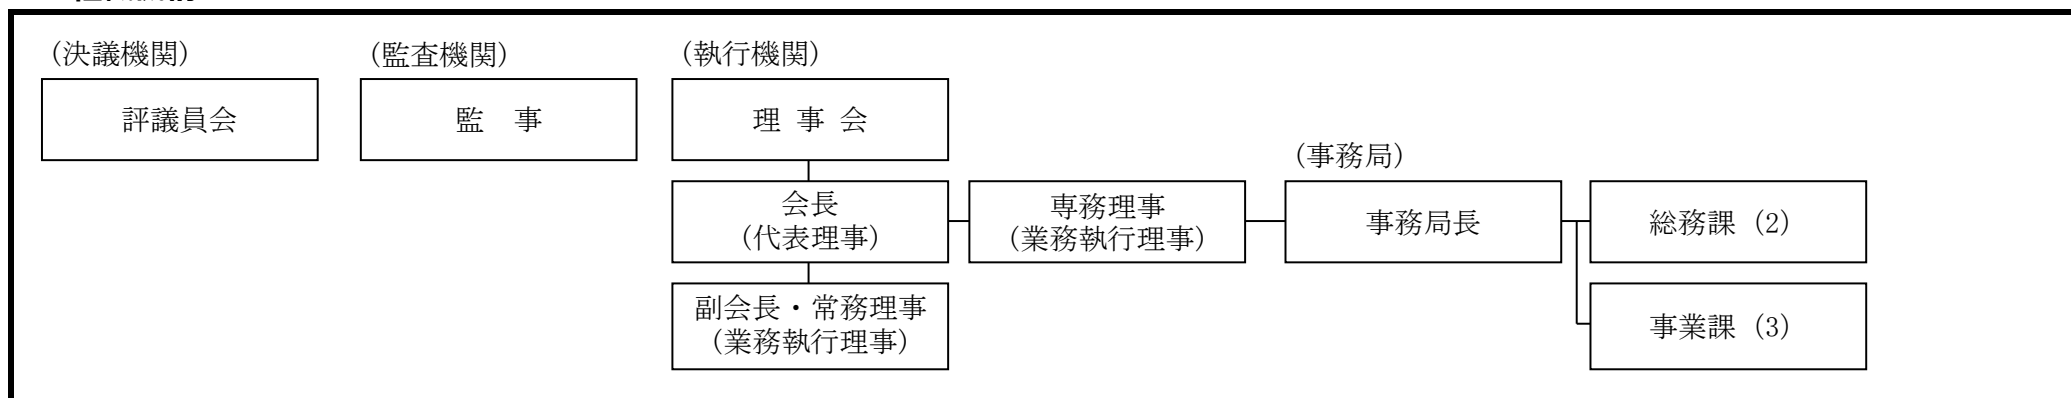 (決議機関)
(監査機関)
(執行機関)
評議員会
監　事
理 事 会
(事務局)
会長
(代表理事)
専務理事
(業務執行理事)
事務局長
総務課 (2)
副会長・常務理事
(業務執行理事)
事業課 (3)